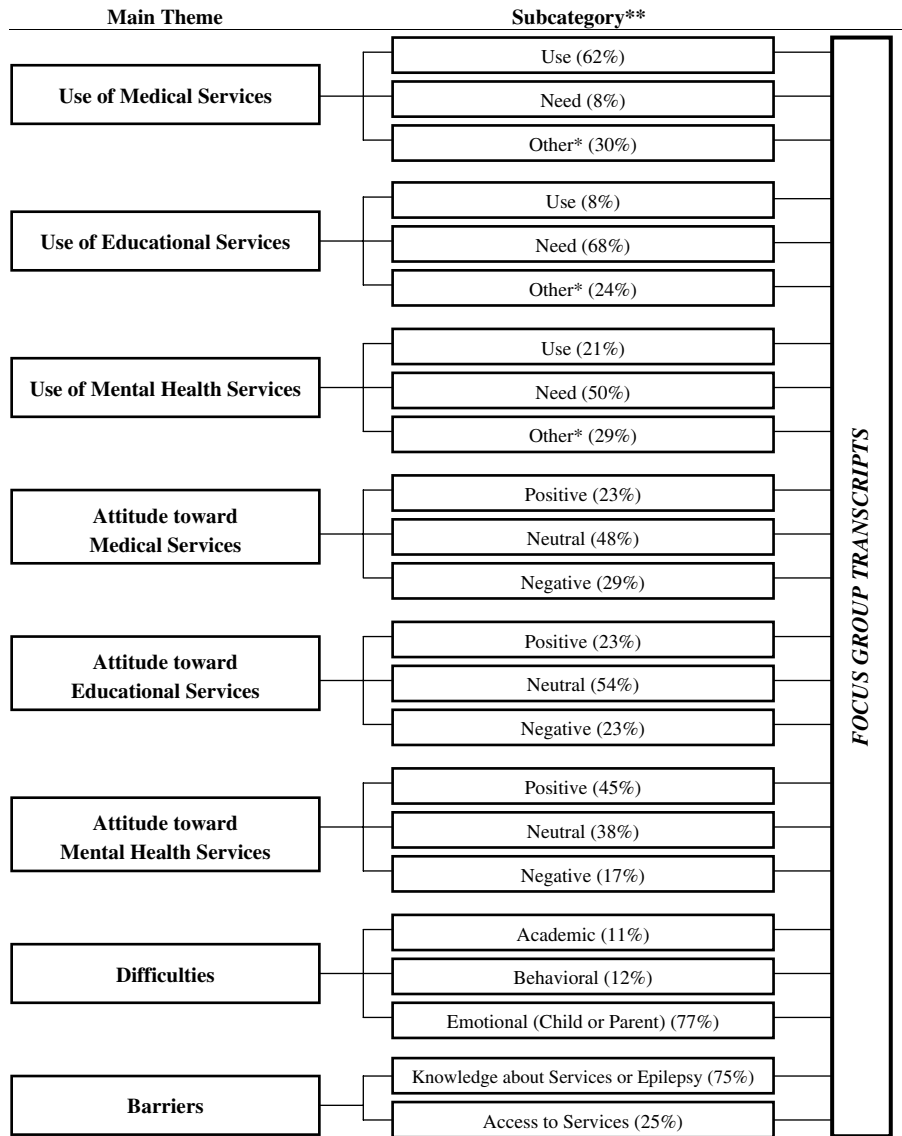 Main Theme
Subcategory**
Use of Medical Services
Use (62%)
Need (8%)
Other* (30%)
Use of Educational Services
Use (8%)
Need (68%)
Other* (24%)
Use of Mental Health Services
Use (21%)
Need (50%)
Other* (29%)
Attitude toward
Medical Services
Positive (23%)
Neutral (48%)
Negative (29%)
Attitude toward
Educational Services
Positive (23%)
Neutral (54%)
Negative (23%)
Attitude toward
Mental Health Services
Positive (45%)
Neutral (38%)
Negative (17%)
Difficulties
Academic (11%)
Behavioral (12%)
Emotional (Child or Parent) (77%)
Barriers
Knowledge about Services or Epilepsy (75%)
Access to Services (25%)
FOCUS GROUP TRANSCRIPTS